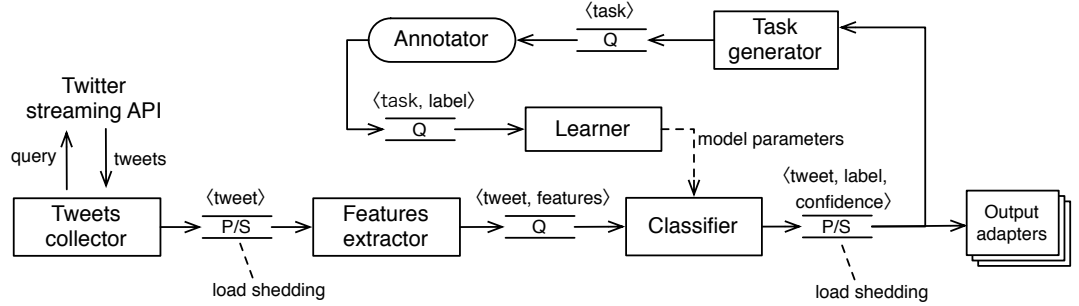 ⟨task⟩
Annotator
Q
Task
generator
Twitter
streaming API
⟨task, label⟩
Q
Learner
model parameters
query
tweets
⟨tweet⟩
⟨tweet, features⟩
⟨tweet, label,
confidence⟩
Tweets
collector
P/S
Features
extractor
Q
Classifier
P/S
Output
adapters
load shedding
load shedding